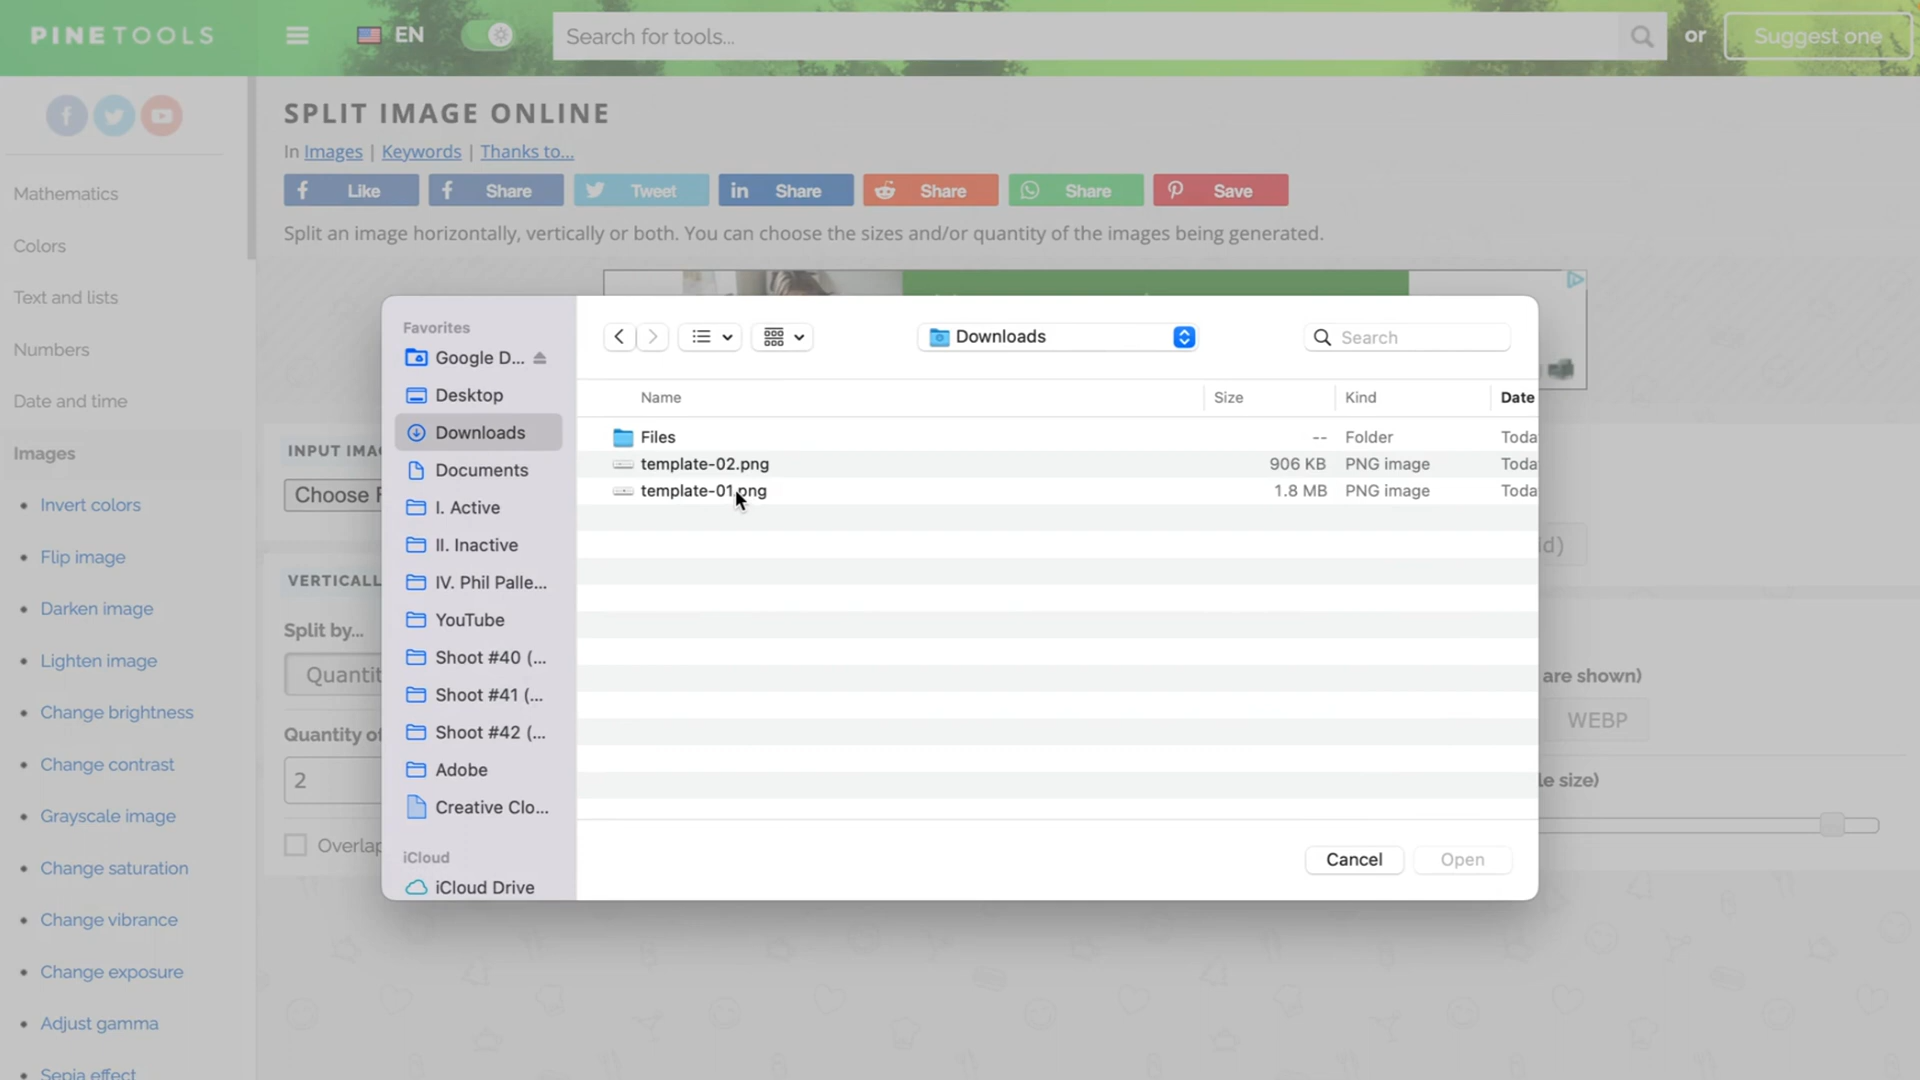 PINETOOLS
EN
Search for tools...
or
Suggest one
SPLIT IMAGE ONLINE
In Images | Keywords | Thanks to...
Like
Share
Tweet
Share
Share
Share
Save
Split an image horizontally, vertically or both. You can choose the sizes and/or quantity of the images being generated.
Mathematics
Colors
Text and lists
Numbers
Date and time
Images
Invert colors
Flip image
Darken image
Lighten image
Change brightness
Change contrast
Grayscale image
Change saturation
Change vibrance
Change exposure
Adjust gamma
Sepia effect
INPUT IMA
Choose F
VERTICALL
Split by...
Quantit
Quantity of
2
Overlap
Favorites
Google D...
Desktop
Downloads
Documents
I. Active
II. Inactive
IV. Phil Palle...
YouTube
Shoot #40 (...
Shoot #41 (...
Shoot #42 (...
Adobe
Creative Clo...
iCloud
iCloud Drive
Downloads
Search
Name Size Kind Date
Files -- Folder Toda
template-02.png 906 KB PNG image Toda
template-01.png 1.8 MB PNG image Toda
Cancel
Open
ld)
are shown)
WEBP
le size)